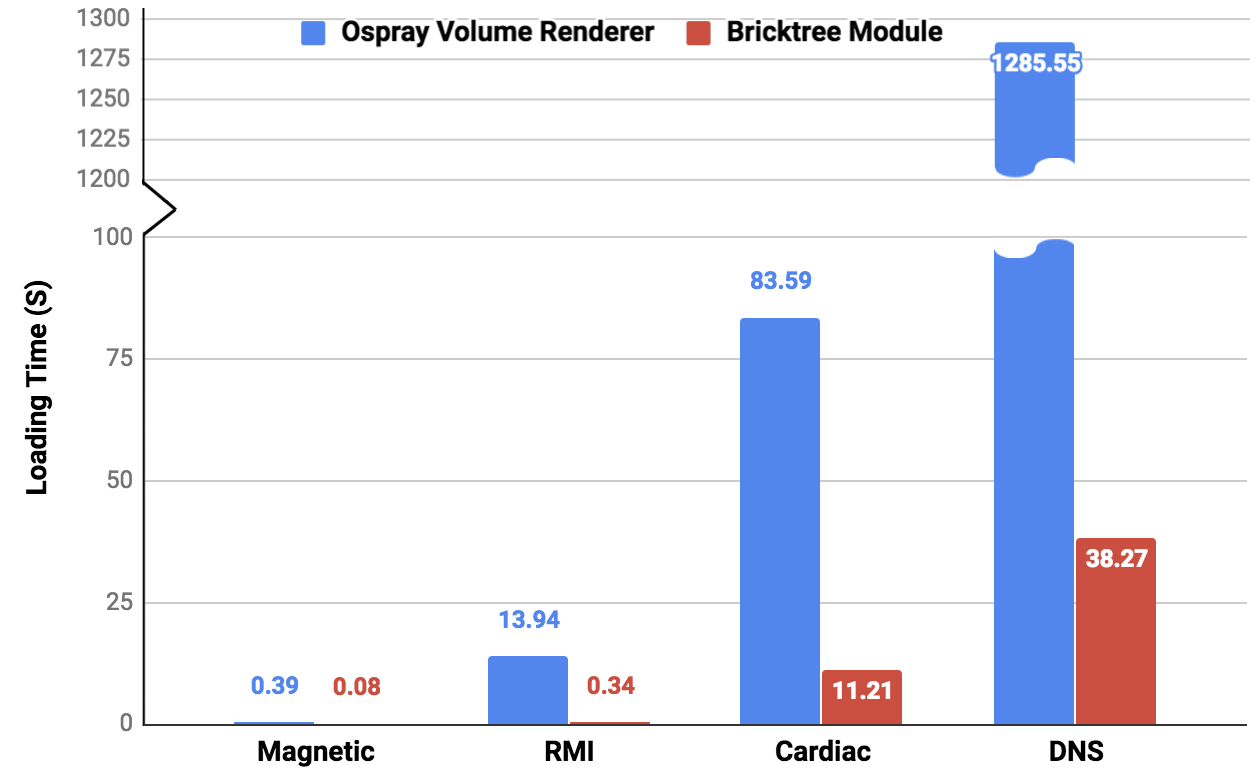 1300
Ospray Volume Renderer
Bricktree Module
1275
1285.55
1250
1225
1200
100
83.59
75
Loading Time (S)
50
38.27
25
13.94
0.39
0.08
0.34
11.21
0
Magnetic
RMI
Cardiac
DNS